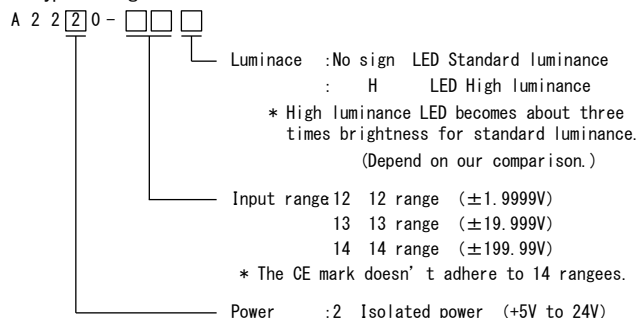 A 2 2 2 0 -
Luminace :No sign LED Standard luminance
: H LED High luminance
* High luminance LED becomes about three
times brightness for standard luminance.
(Depend on our comparison.)
Input range:12 12 range (±1.9999V)
13 13 range (±19.999V)
14 14 range (±199.99V)
* The CE mark doesn't adhere to 14 rangees.
Power :2 Isolated power (+5V to 24V)